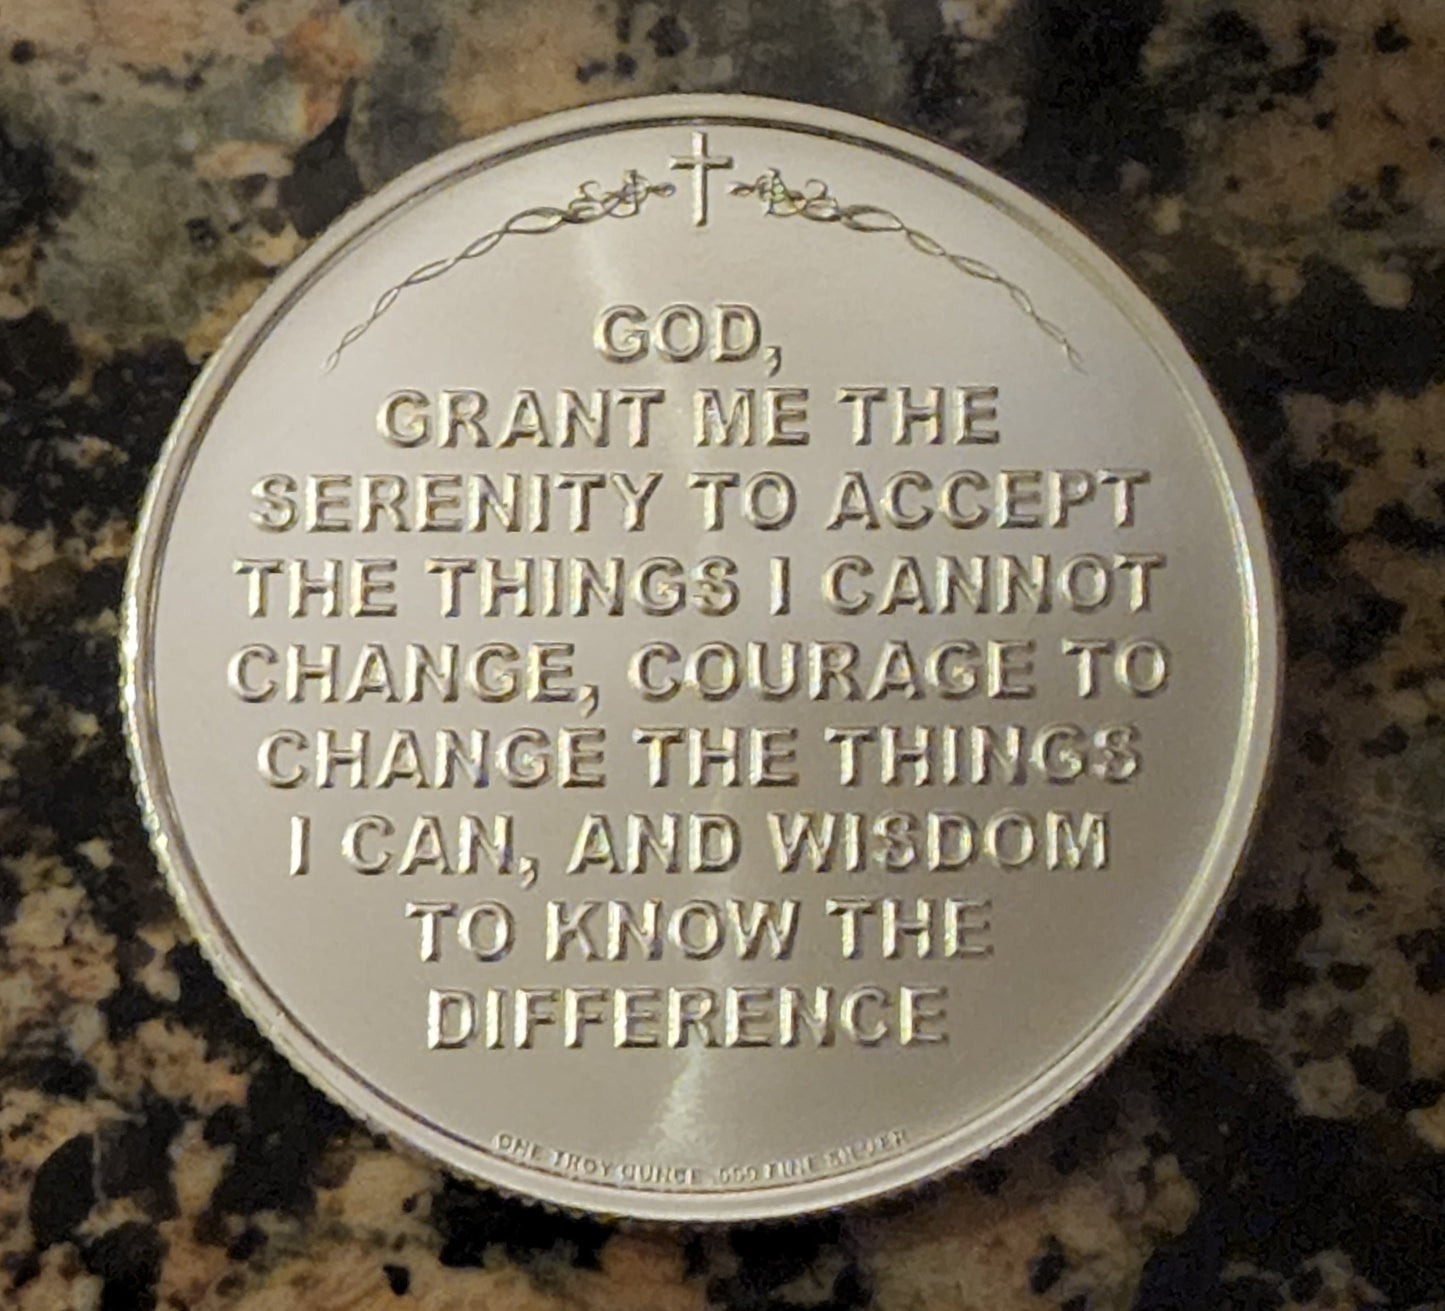 GOD,
GRANT ME THE
SERENITY TO ACCEPT
THE THINGS I CANNOT
CHANGE, COURAGE TO
CHANGE THE THINGS
I CAN, AND WISDOM
TO KNOW THE
DIFFERENCE
ONE TROY OUNCE .999 FINE SILVER